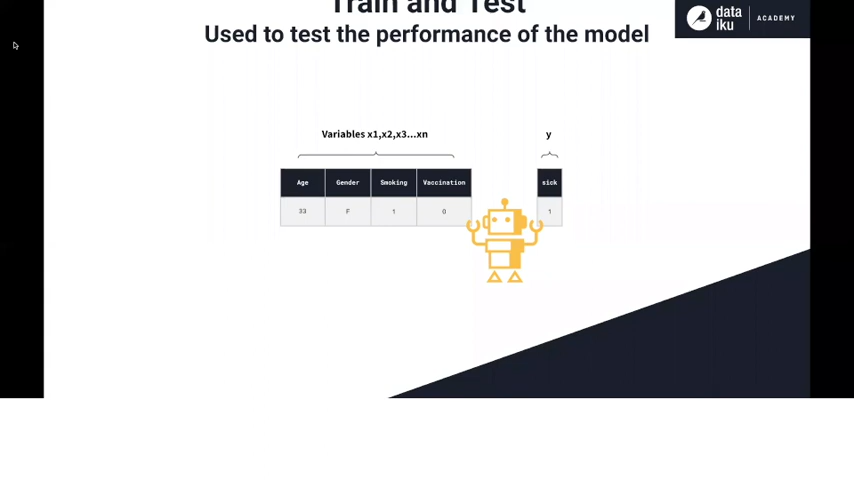 Train and Test
Used to test the performance of the model
data
iku
ACADEMY
Variables x1,x2,x3...xn
y
Age Gender Smoking Vaccination sick
33 F 1 0 1